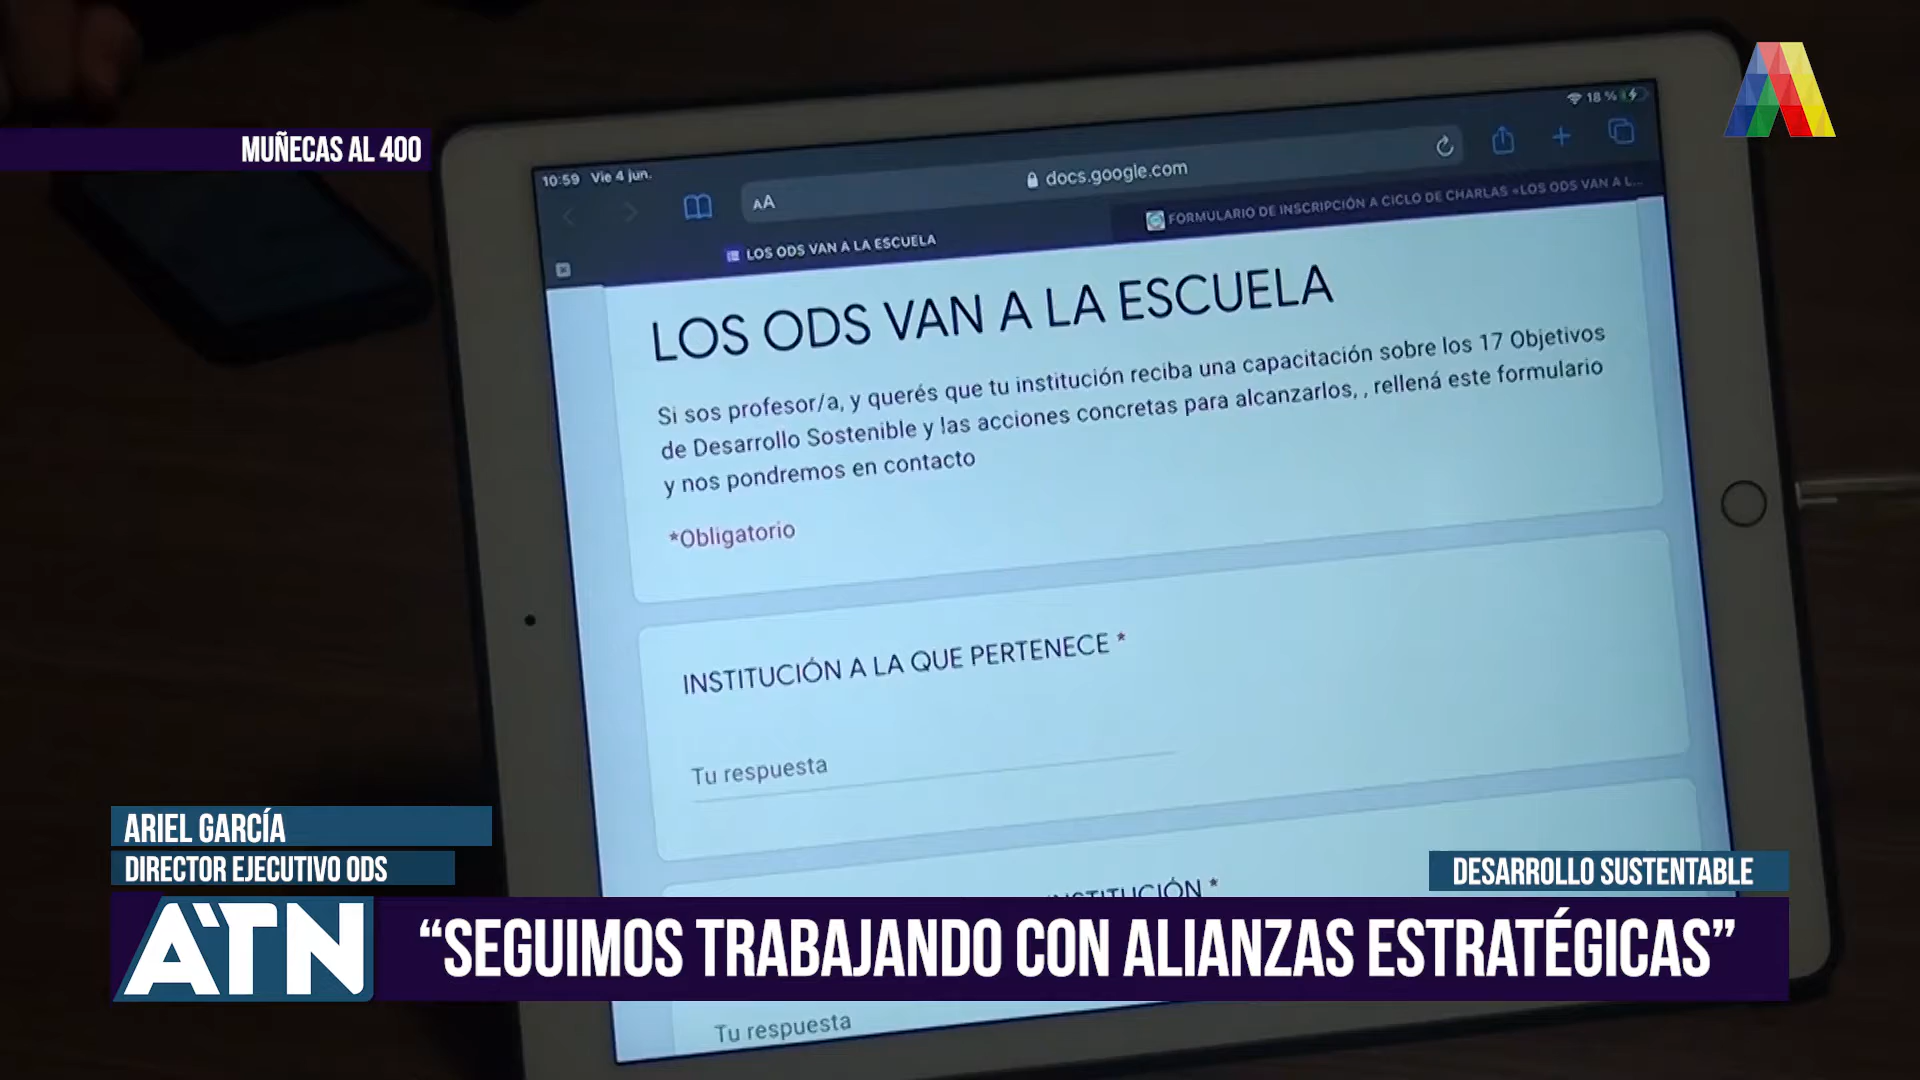 MUÑECAS AL 400
10:59 Vie 4 jun.
18 %
AA
docs.google.com
LOS ODS VAN A LA ESCUELA
FORMULARIO DE INSCRIPCIÓN A CICLO DE CHARLAS «LOS ODS VAN A L...
LOS ODS VAN A LA ESCUELA
Si sos profesor/a, y querés que tu institución reciba una capacitación sobre los 17 Objetivos
de Desarrollo Sostenible y las acciones concretas para alcanzarlos, , rellená este formulario
y nos pondremos en contacto
*Obligatorio
INSTITUCIÓN A LA QUE PERTENECE *
Tu respuesta
INSTITUCIÓN *
ARIEL GARCÍA
DIRECTOR EJECUTIVO ODS
DESARROLLO SUSTENTABLE
ATN
“SEGUIMOS TRABAJANDO CON ALIANZAS ESTRATÉGICAS”
Tu respuesta